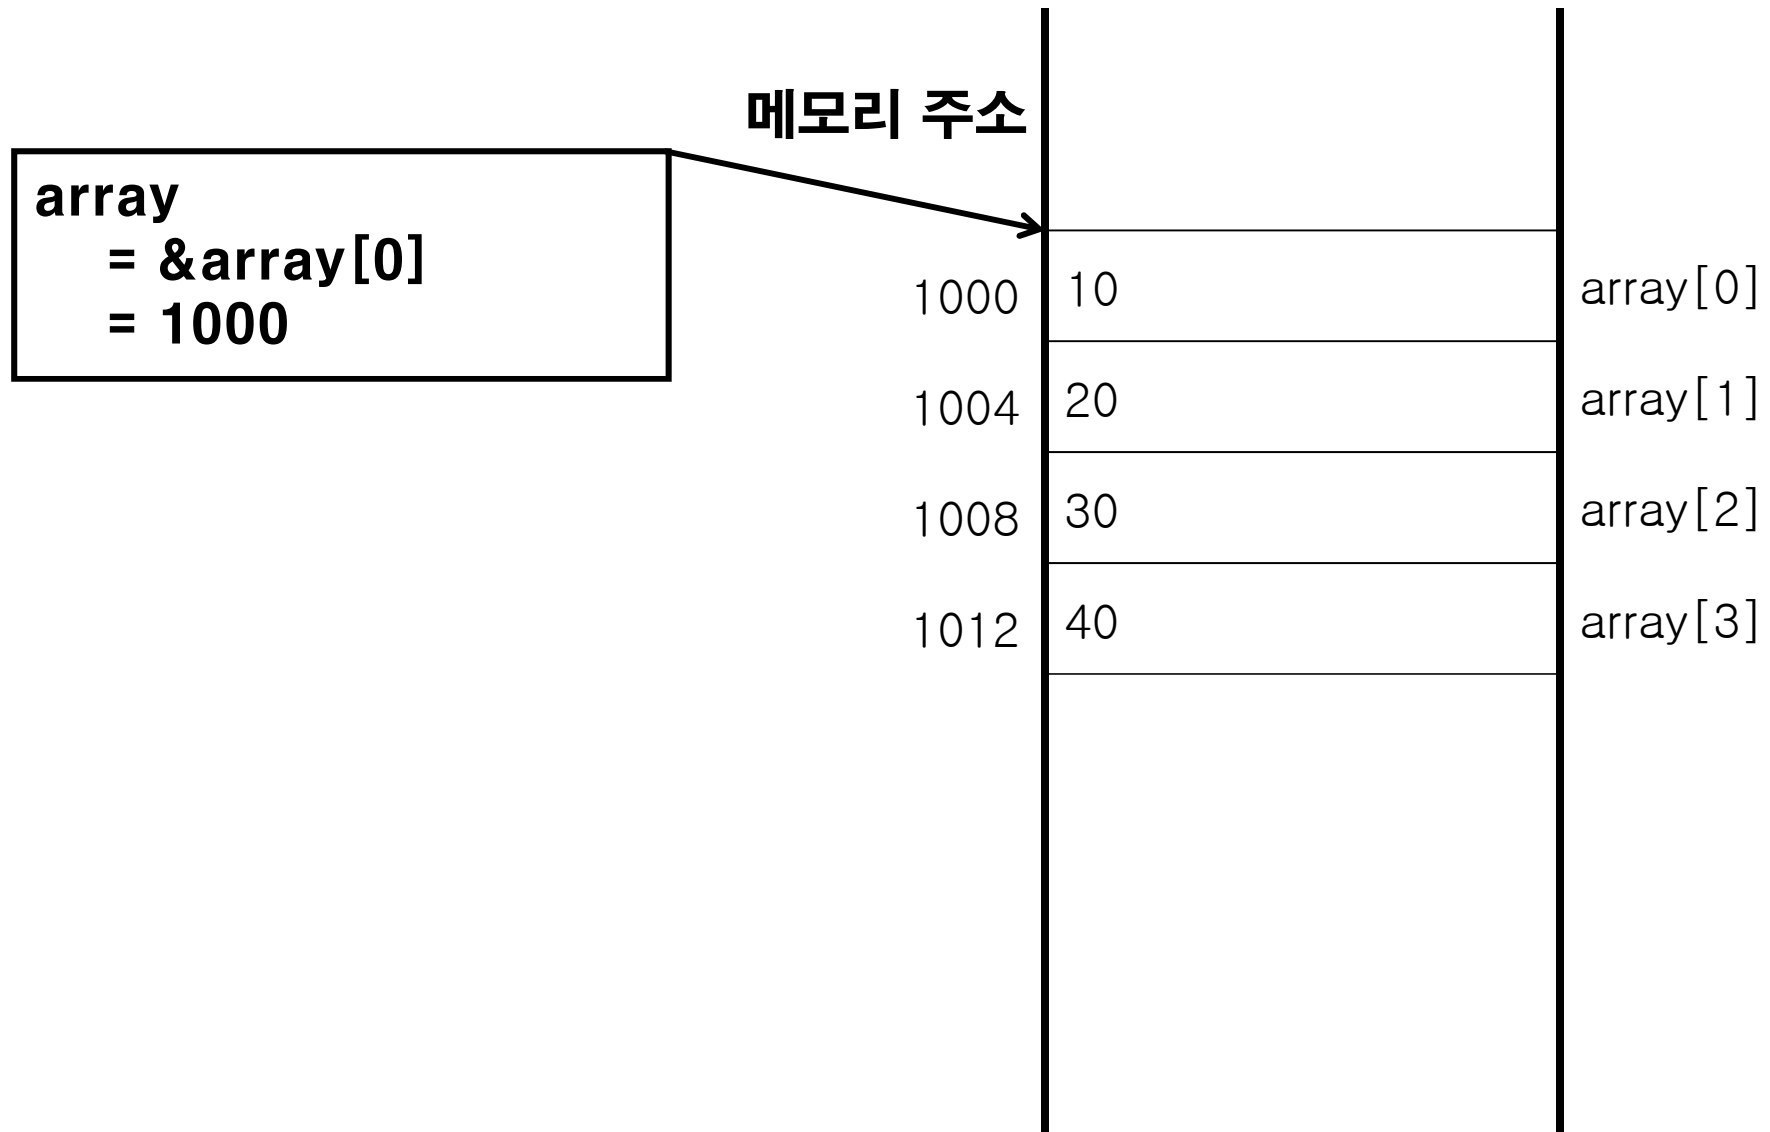 메모리 주소
array
= &array[0]
= 1000
1000 10 array[0]
1004 20 array[1]
1008 30 array[2]
1012 40 array[3]